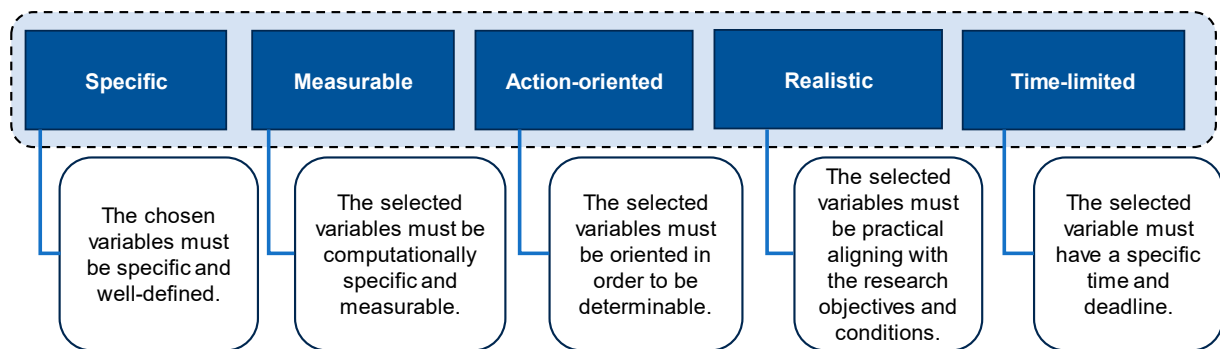 Specific
Measurable
Action-oriented
Realistic
Time-limited
The chosen
variables must
be specific and
well-defined.
The selected
variables must be
computationally
specific and
measurable.
The selected
variables must
be oriented in
order to be
determinable.
The selected
variables must
be practical
aligning with
the research
objectives and
conditions.
The selected
variable must
have a specific
time and
deadline.